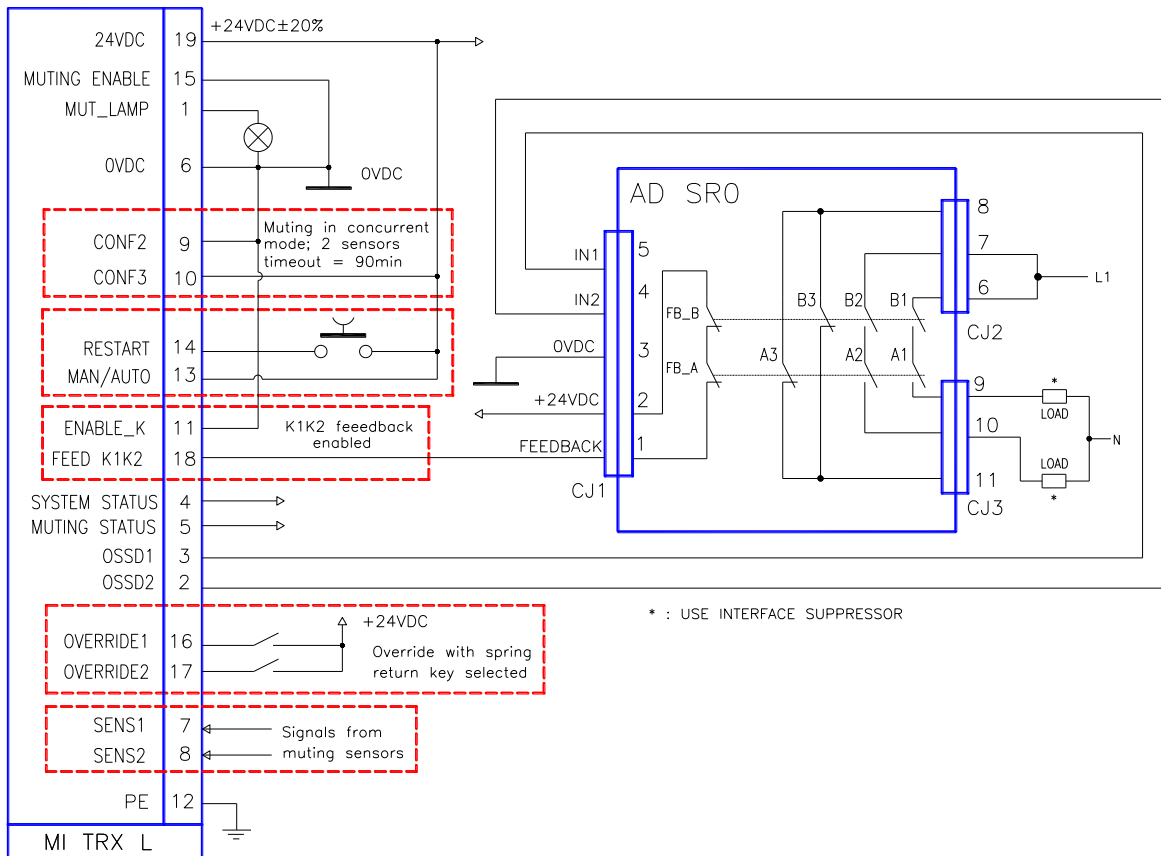 +24VDC±20%
24VDC 19
MUTING ENABLE 15
MUT_LAMP 1
0VDC 6
0VDC
CONF2 9
CONF3 10
Muting in concurrent
mode; 2 sensors
timeout = 90min
RESTART 14
MAN/AUTO 13
ENABLE_K 11
FEED K1K2 18
K1K2 feeedback
enabled
SYSTEM STATUS 4
MUTING STATUS 5
OSSD1 3
OSSD2 2
OVERRIDE1 16
OVERRIDE2 17
+24VDC
Override with spring
return key selected
SENS1 7
SENS2 8
Signals from
muting sensors
PE 12
MI TRX L
AD SR0
IN1 5
IN2 4
0VDC 3
+24VDC 2
FEEDBACK 1
CJ1
FB_B
FB_A
B3 B2 B1
A3 A2 A1
8
7
6
CJ2
L1
9
10
11
CJ3
*
LOAD
N
LOAD
*
* : USE INTERFACE SUPPRESSOR